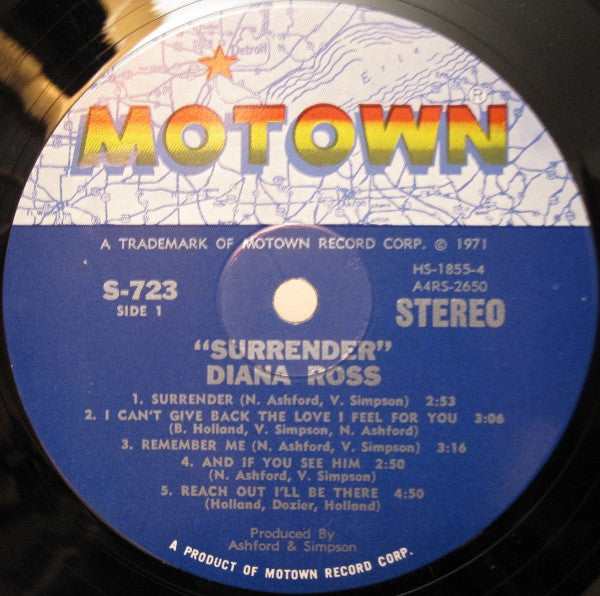 Detroit
Erie
MOTOWN®
Akron
A TRADEMARK OF MOTOWN RECORD CORP. © 1971
S-723
SIDE 1
HS-1855-4
A4RS-2650
STEREO
"SURRENDER"
DIANA ROSS
1. SURRENDER (N. Ashford, V. Simpson) 2:53
2. I CAN'T GIVE BACK THE LOVE I FEEL FOR YOU 3:06
(B. Holland, V. Simpson, N. Ashford)
3. REMEMBER ME (N. Ashford, V. Simpson) 3:16
4. AND IF YOU SEE HIM 2:50
(N. Ashford, V. Simpson)
5. REACH OUT I'LL BE THERE 4:50
(Holland, Dozier, Holland)
Produced By
Ashford & Simpson
A PRODUCT OF MOTOWN RECORD CORP.